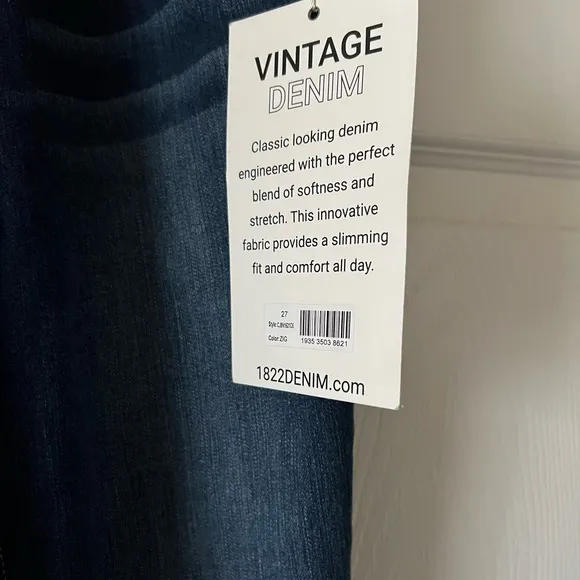 VINTAGE
DENIM
Classic looking denim
engineered with the perfect
blend of softness and
stretch. This innovative
fabric provides a slimming
fit and comfort all day.
27
Color: ZIG
1935 3503 8621
1822DENIM.com